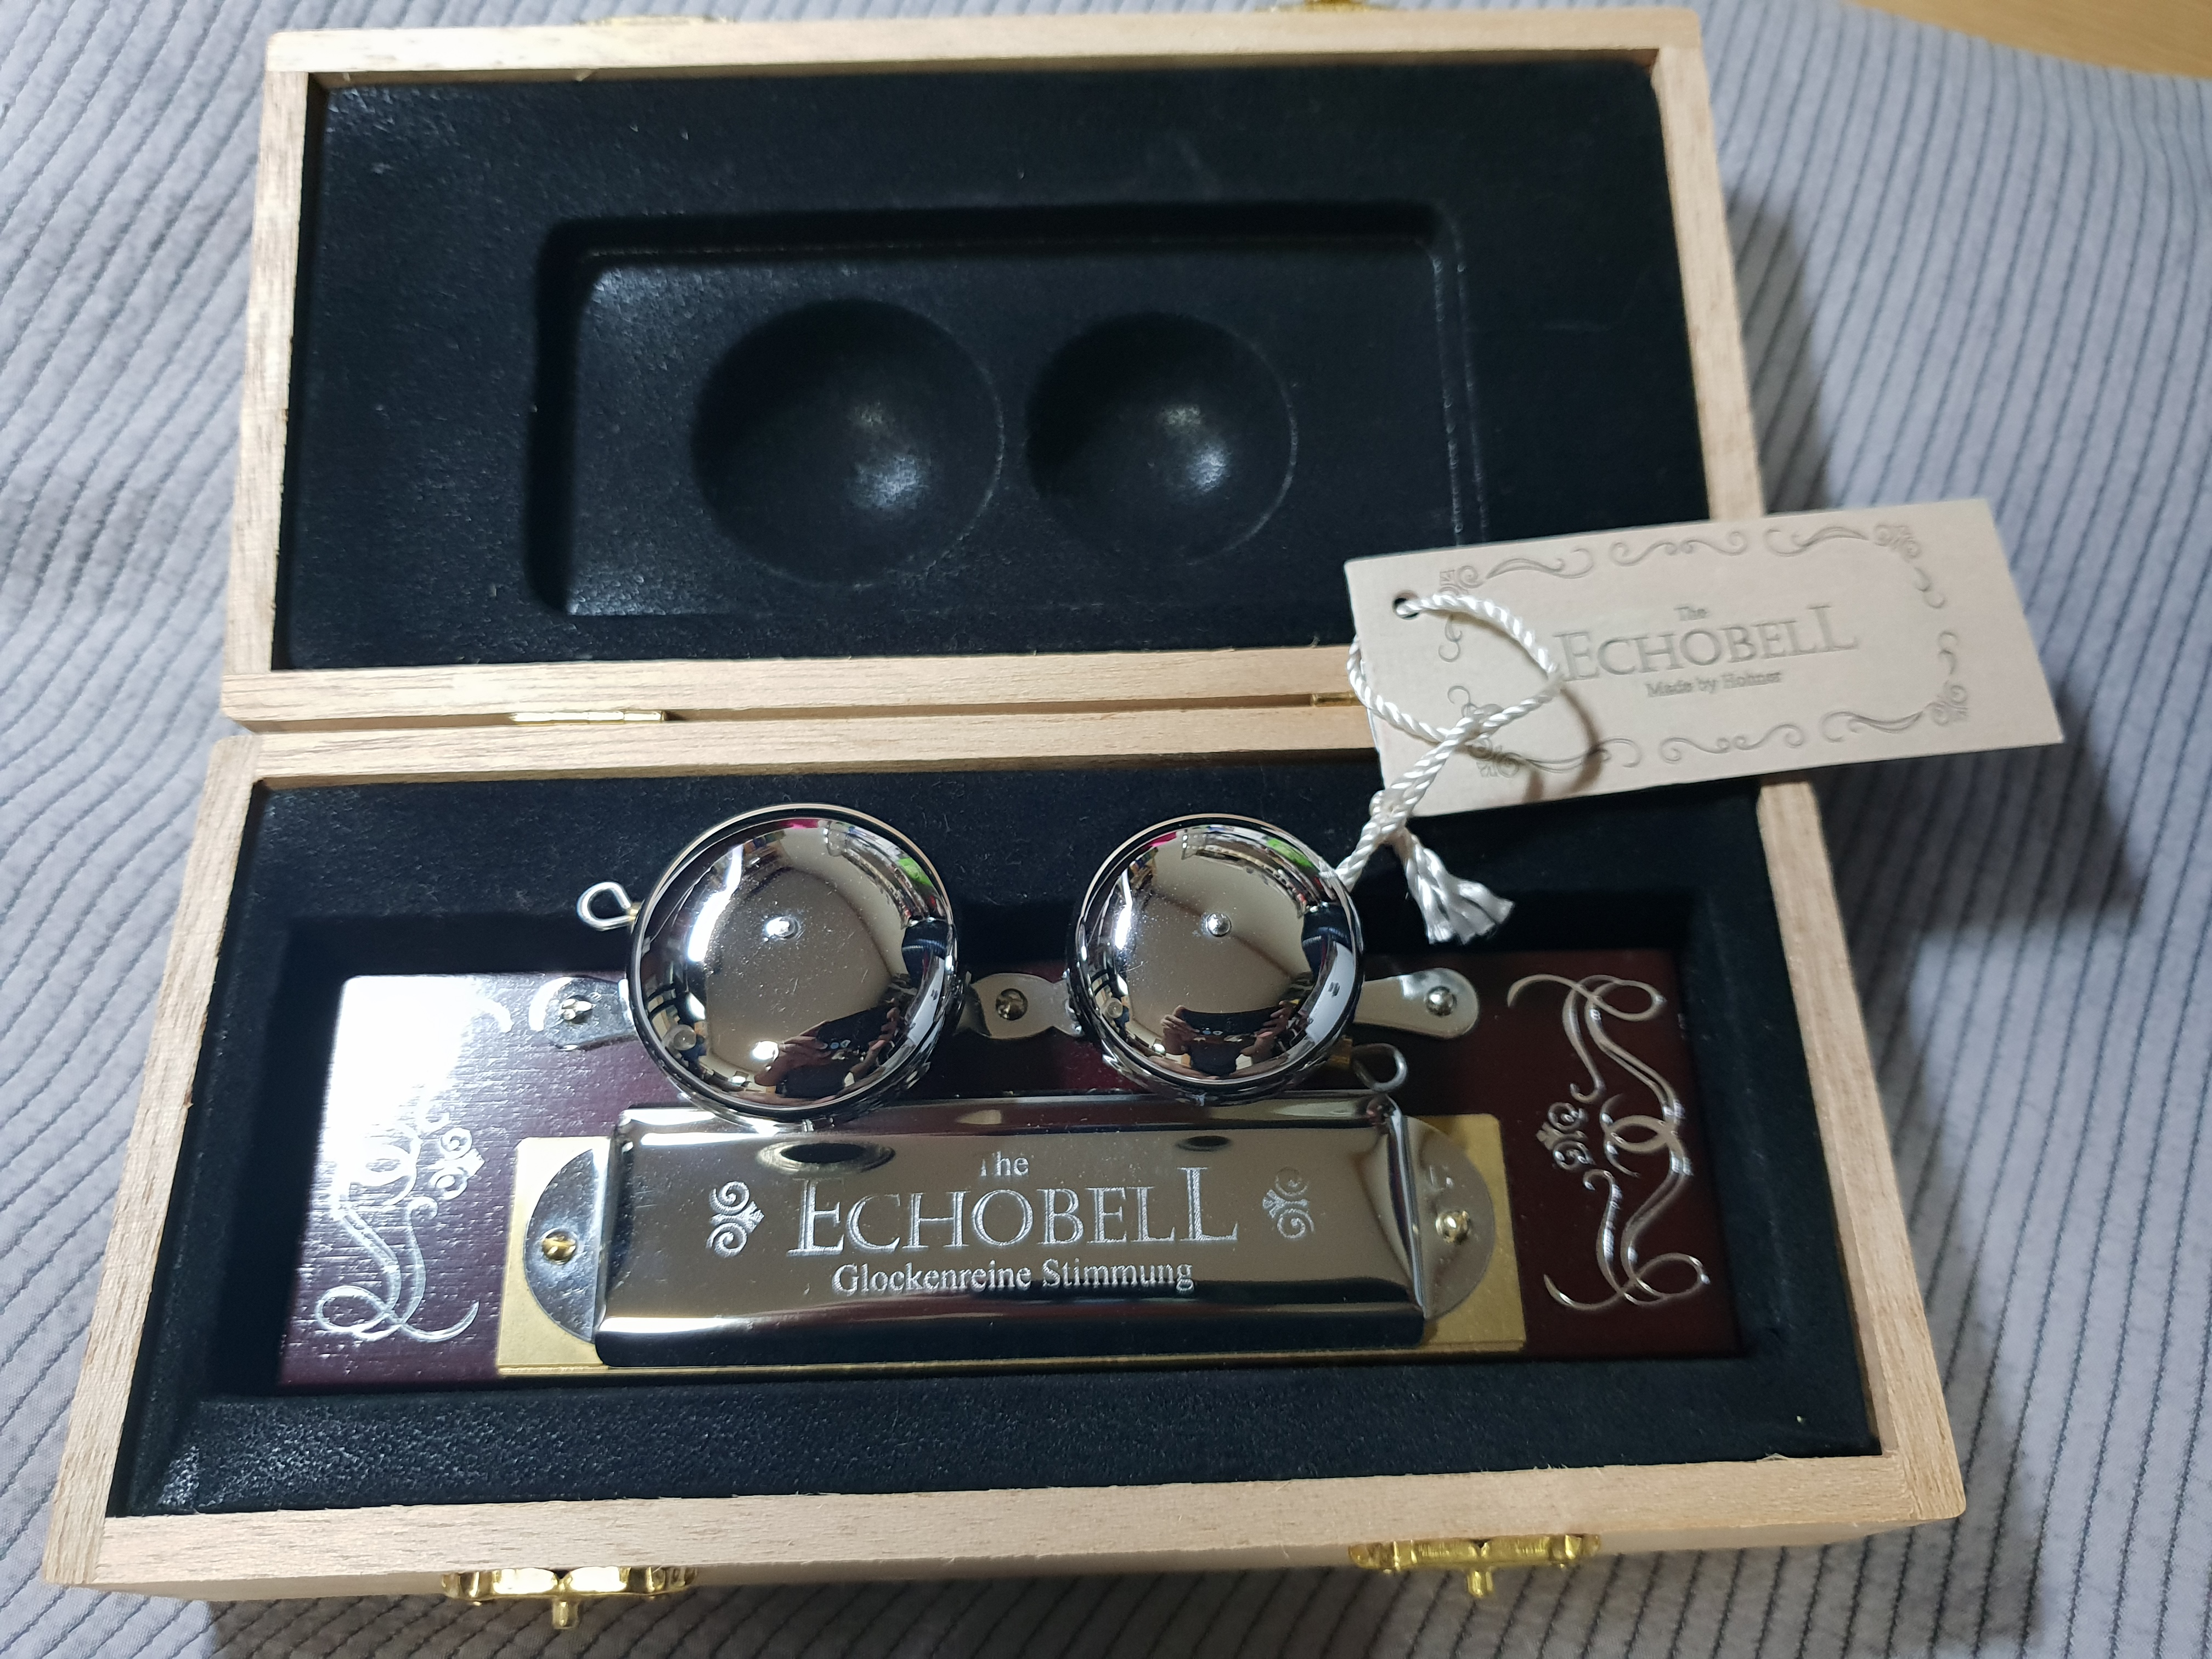 The
ECHOBELL
Made by Hohner
The
ECHOBELL
Glockenreine Stimmung